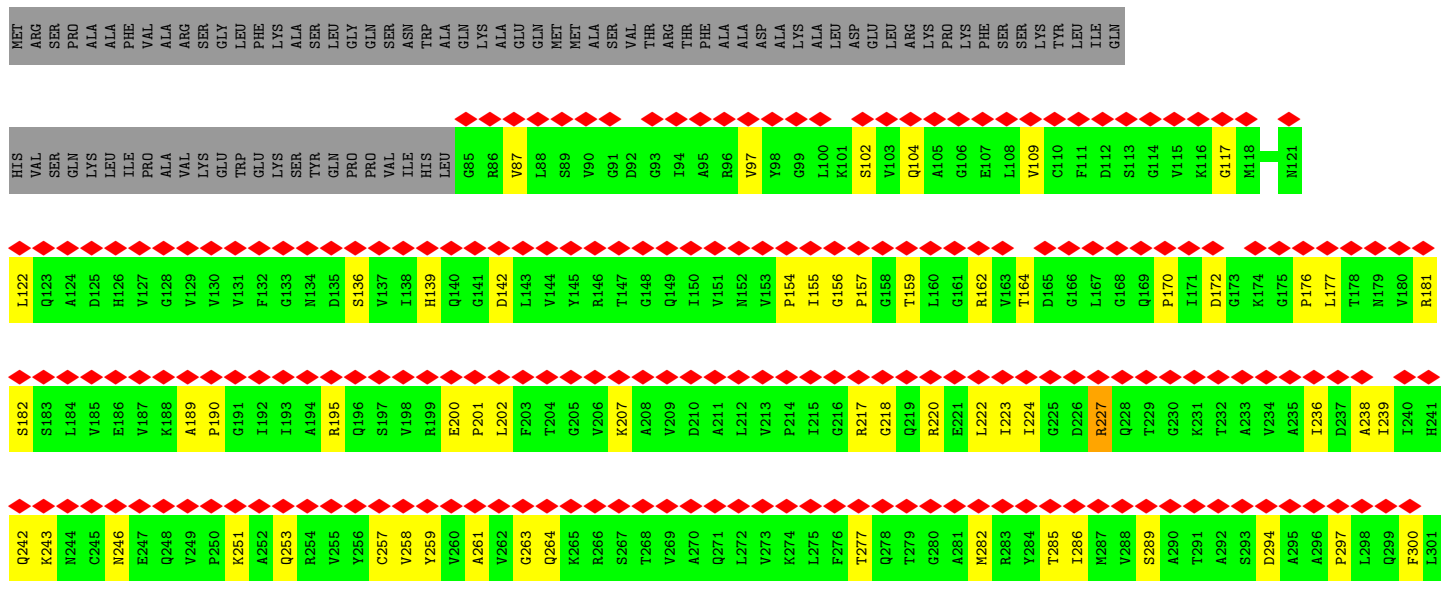 MET ARG SER PRO ALA ALA PHE VAL ALA ARG SER GLY LEU PHE LYS ALA SER LEU GLY GLN SER ASN TRP ALA GLN LYS ALA GLU GLN MET MET ALA SER VAL THR ARG THR PHE ALA ALA ASP ALA LYS ALA LEU ASP GLU LEU ARG LYS PRO LYS PHE SER SER LYS TYR LEU ILE GLN
HIS VAL SER GLN LYS LEU ILE PRO ALA VAL LYS GLU TRP GLU LYS SER TYR GLN PRO PRO VAL ILE HIS LEU G85 R86 V87 L88 S89 V90 G91 D92 G93 I94 A95 R96 V97 Y98 G99 L100 K101 S102 V103 Q104 A105 G106 E107 L108 V109 C110 F111 D112 S113 G114 V115 K116 G117 M118 N121
L122 Q123 A124 D125 H126 V127 G128 V129 V130 V131 F132 G133 N134 D135 S136 V137 T138 H139 Q140 G141 D142 L143 V144 Y145 R146 T147 G148 Q149 I150 V151 N152 V153 P154 I155 G156 P157 G158 T159 L160 G161 R162 V163 T164 D165 G166 L167 G168 Q169 P170 I171 D172 G173 K174 G175 P176 L177 T178 N179 V180 R181
S182 S183 L184 V185 E186 V187 K188 A189 P190 G191 I192 I193 A194 R195 Q196 S197 V198 R199 E200 P201 L202 F203 T204 G205 V206 K207 A208 V209 D210 A211 L212 V213 P214 I215 G216 R217 G218 Q219 R220 E221 L222 I223 I224 G225 D226 R227 Q228 T229 G230 K231 T232 A233 V234 A235 I236 D237 A238 I239 I240 H241
Q242 K243 N244 C245 N246 E247 Q248 V249 P250 K251 A252 Q253 R254 V255 Y256 C257 V258 Y259 V260 A261 V262 G263 Q264 K265 R266 S267 T268 V269 A270 Q271 L272 V273 K274 L275 F276 T277 Q278 T279 G280 A281 M282 R283 Y284 T285 I286 M287 V288 S289 A290 T291 A292 S293 D294 A295 A296 P297 L298 Q299 F300 L301